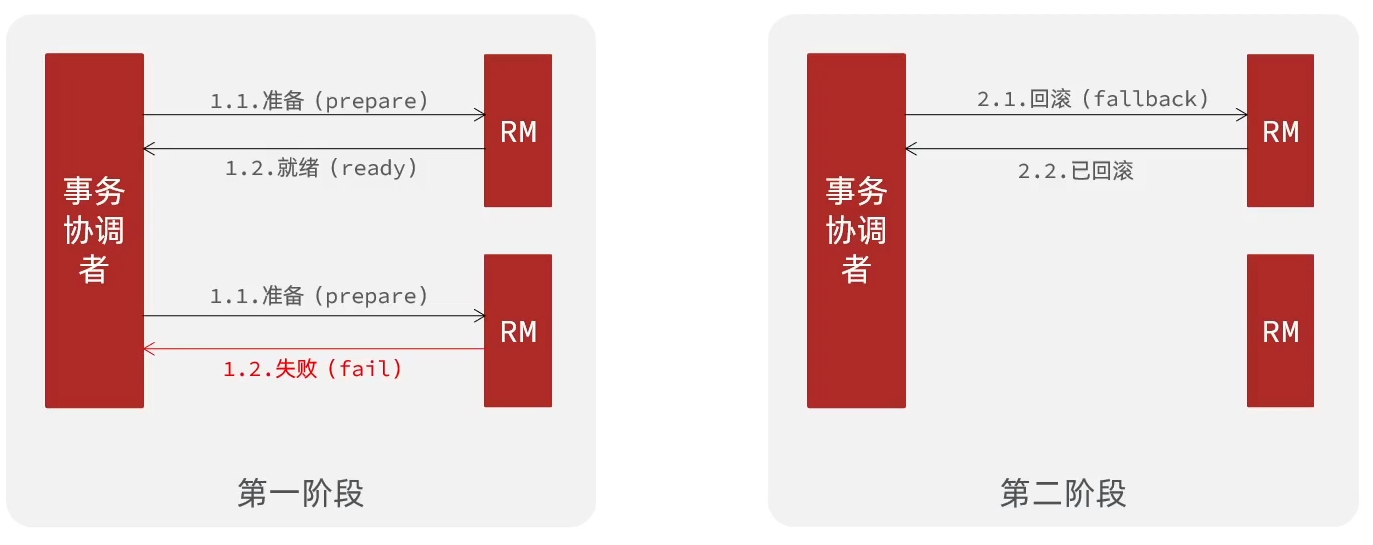 1.1.准备（prepare）
RM
1.2.就绪（ready）
事务
协调
者
1.1.准备（prepare）
RM
1.2.失败（fail）
第一阶段
2.1.回滚（fallback）
RM
2.2.已回滚
事务
协调
者
RM
第二阶段